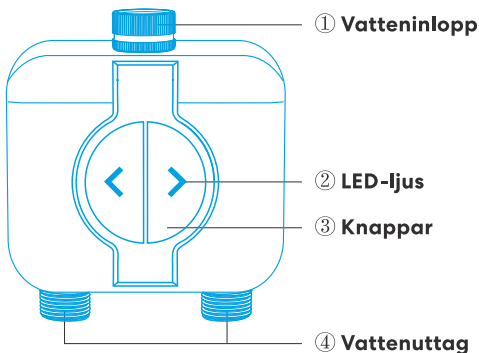 ① Vatteninlopp
② LED-ljus
③ Knappar
④ Vattenuttag